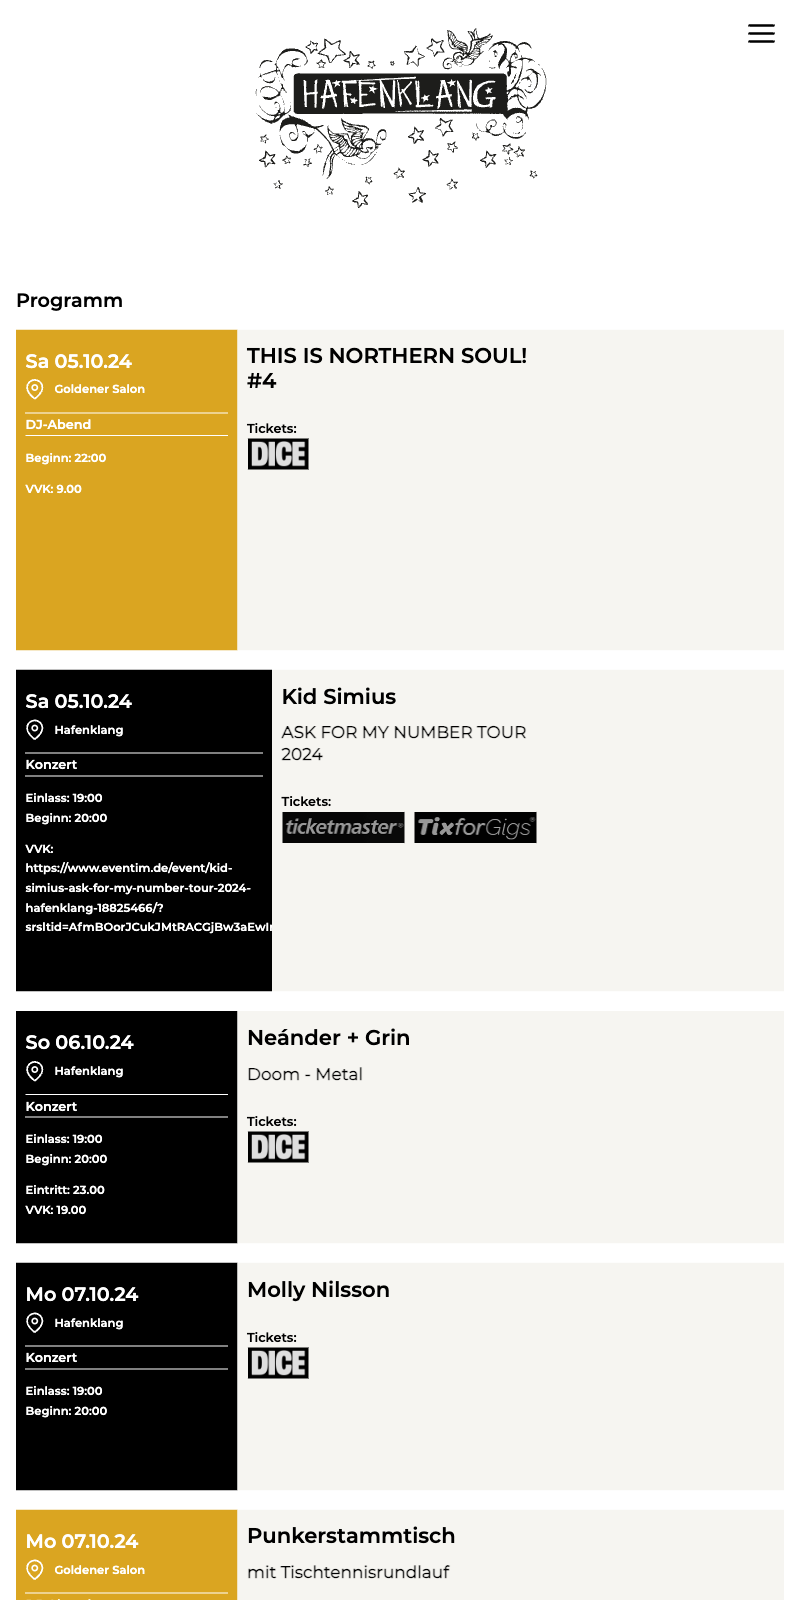 HAFENKLANG
Programm
Sa 05.10.24
Goldener Salon
DJ-Abend
Beginn: 22:00
VVK: 9.00
THIS IS NORTHERN SOUL!
#4
Tickets:
DICE
Sa 05.10.24
Hafenklang
Konzert
Einlass: 19:00
Beginn: 20:00
VVK:
https://www.eventim.de/event/kid-
simius-ask-for-my-number-tour-2024-
hafenklang-18825466/?
Kid Simius
ASK FOR MY NUMBER TOUR
2024
Tickets:
ticketmaster® TixforGigs®
So 06.10.24
Hafenklang
Konzert
Einlass: 19:00
Beginn: 20:00
Eintritt: 23.00
VVK: 19.00
Neánder + Grin
Doom - Metal
Tickets:
DICE
Mo 07.10.24
Hafenklang
Konzert
Einlass: 19:00
Beginn: 20:00
Molly Nilsson
Tickets:
DICE
Mo 07.10.24
Goldener Salon
Punkerstammtisch
mit Tischtennisrundlauf